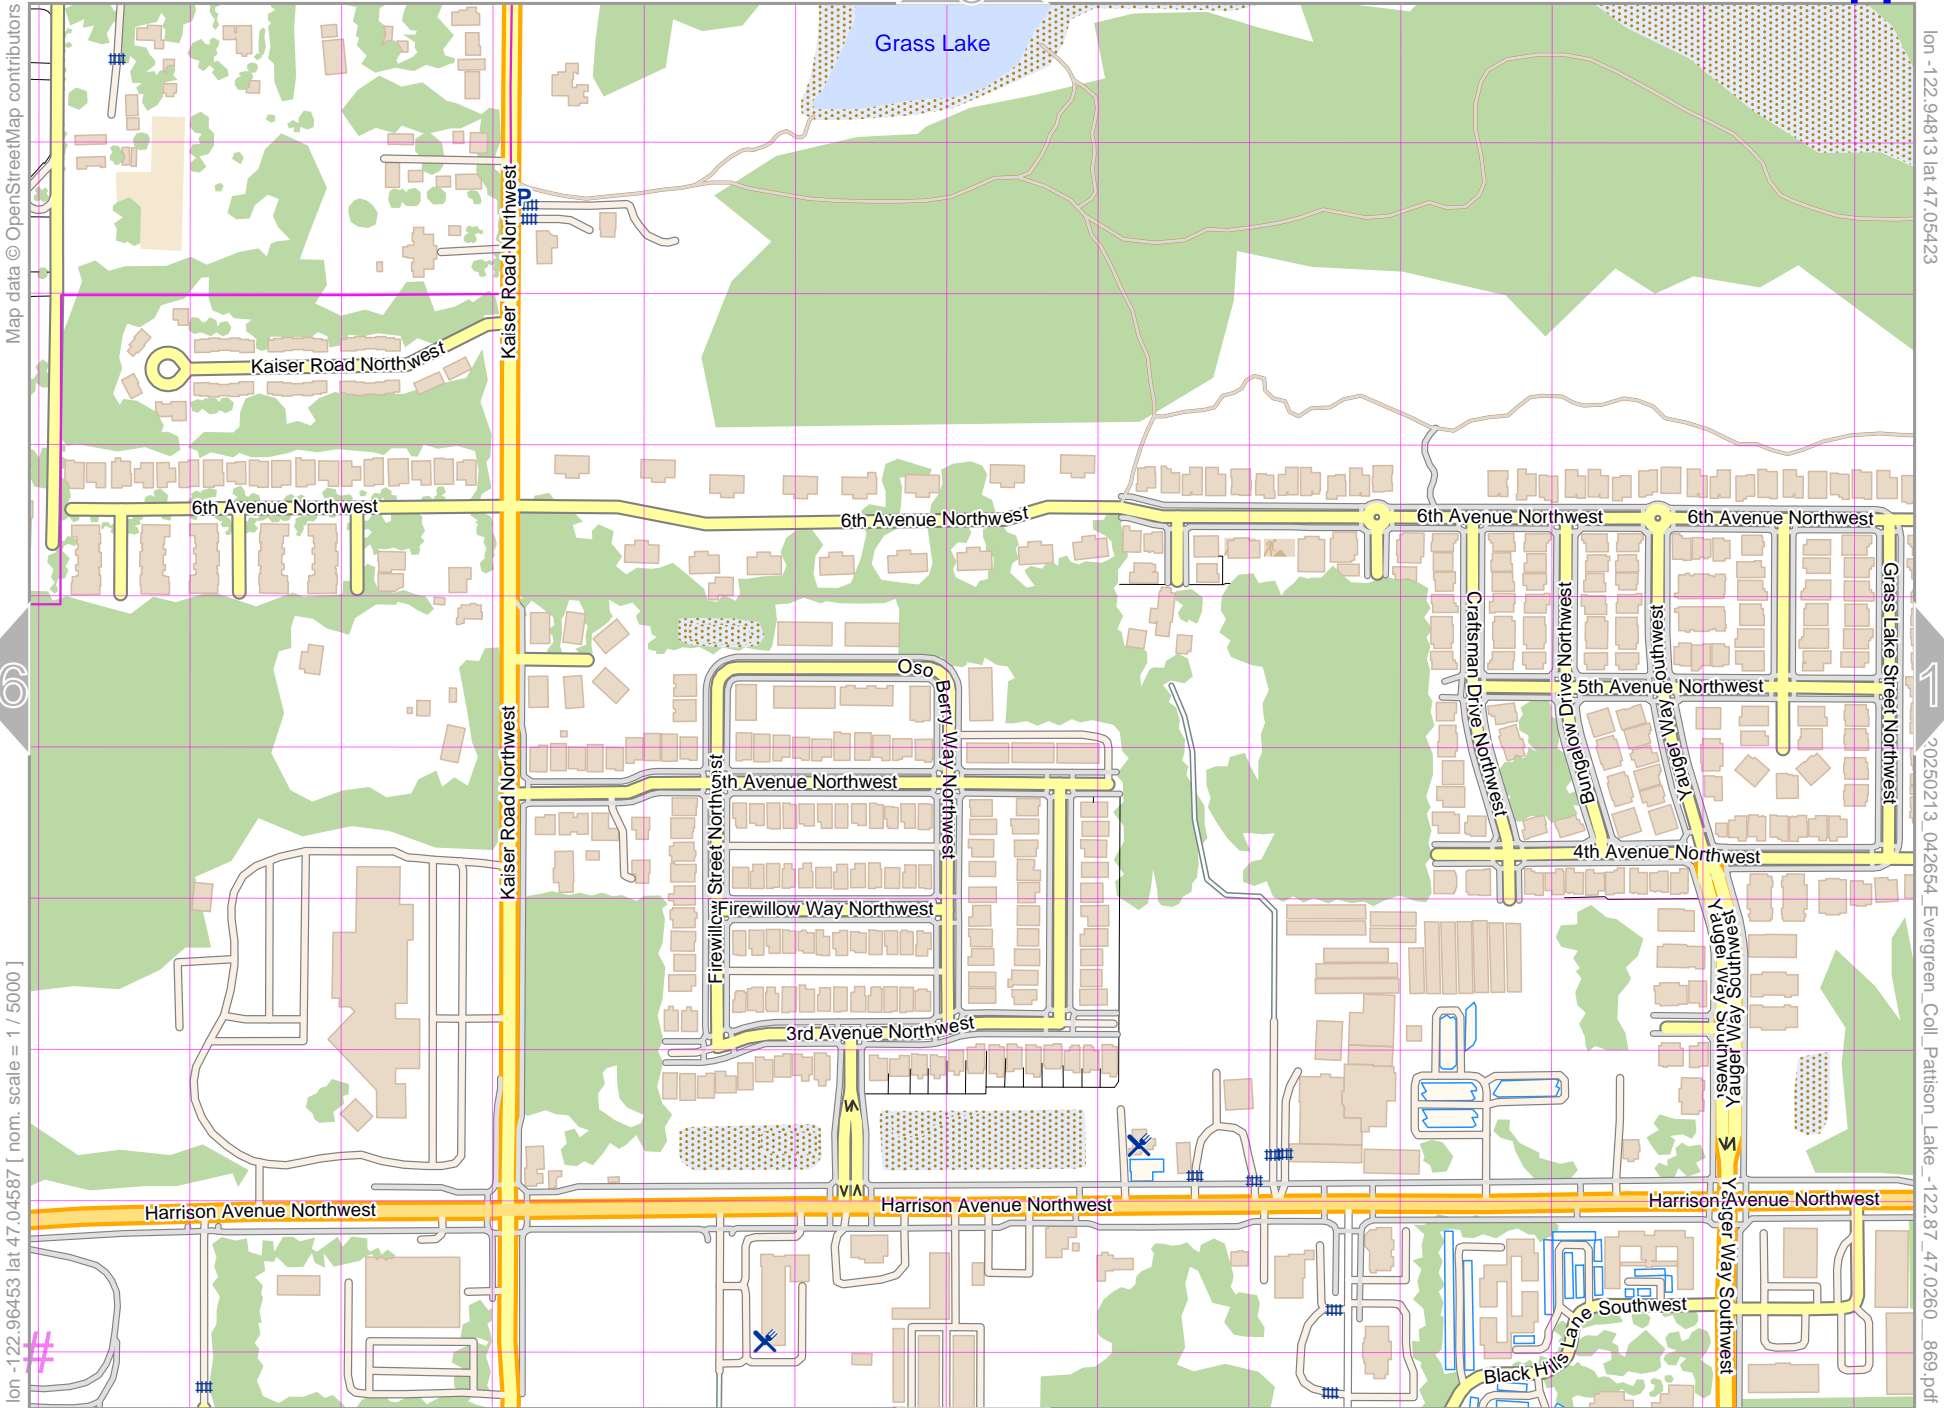 Grass Lake
Map data © OpenStreetMap contributors
lon -122.94813 lat 47.05423
P
Kaiser Road Northwest
Kaiser Road Northwest
6th Avenue Northwest
6th Avenue Northwest
6th Avenue Northwest
6th Avenue Northwest
Craftsman Drive Northwest
Bungalow Drive Northwest
Yauger Way Southwest
Grass Lake Street Northwest
6
1
Oso Berry Way Northwest
5th Avenue Northwest
Kaiser Road Northwest
5th Avenue Northwest
Firewillow Street Northwest
4th Avenue Northwest
Firewillow Way Northwest
Yauger Way Southwest
Yauger Way Southwest
3rd Avenue Northwest
Harrison Avenue Northwest
Harrison Avenue Northwest
Harrison Avenue Northwest
Yauger Way Southwest
Black Hills Lane Southwest
#
lon -122.96453 lat 47.04587 [ nom. scale = 1 / 5000 ]
20250213_042654_Evergreen_Coll_Pattison_Lake_-122.87_47.0260__869.pdf